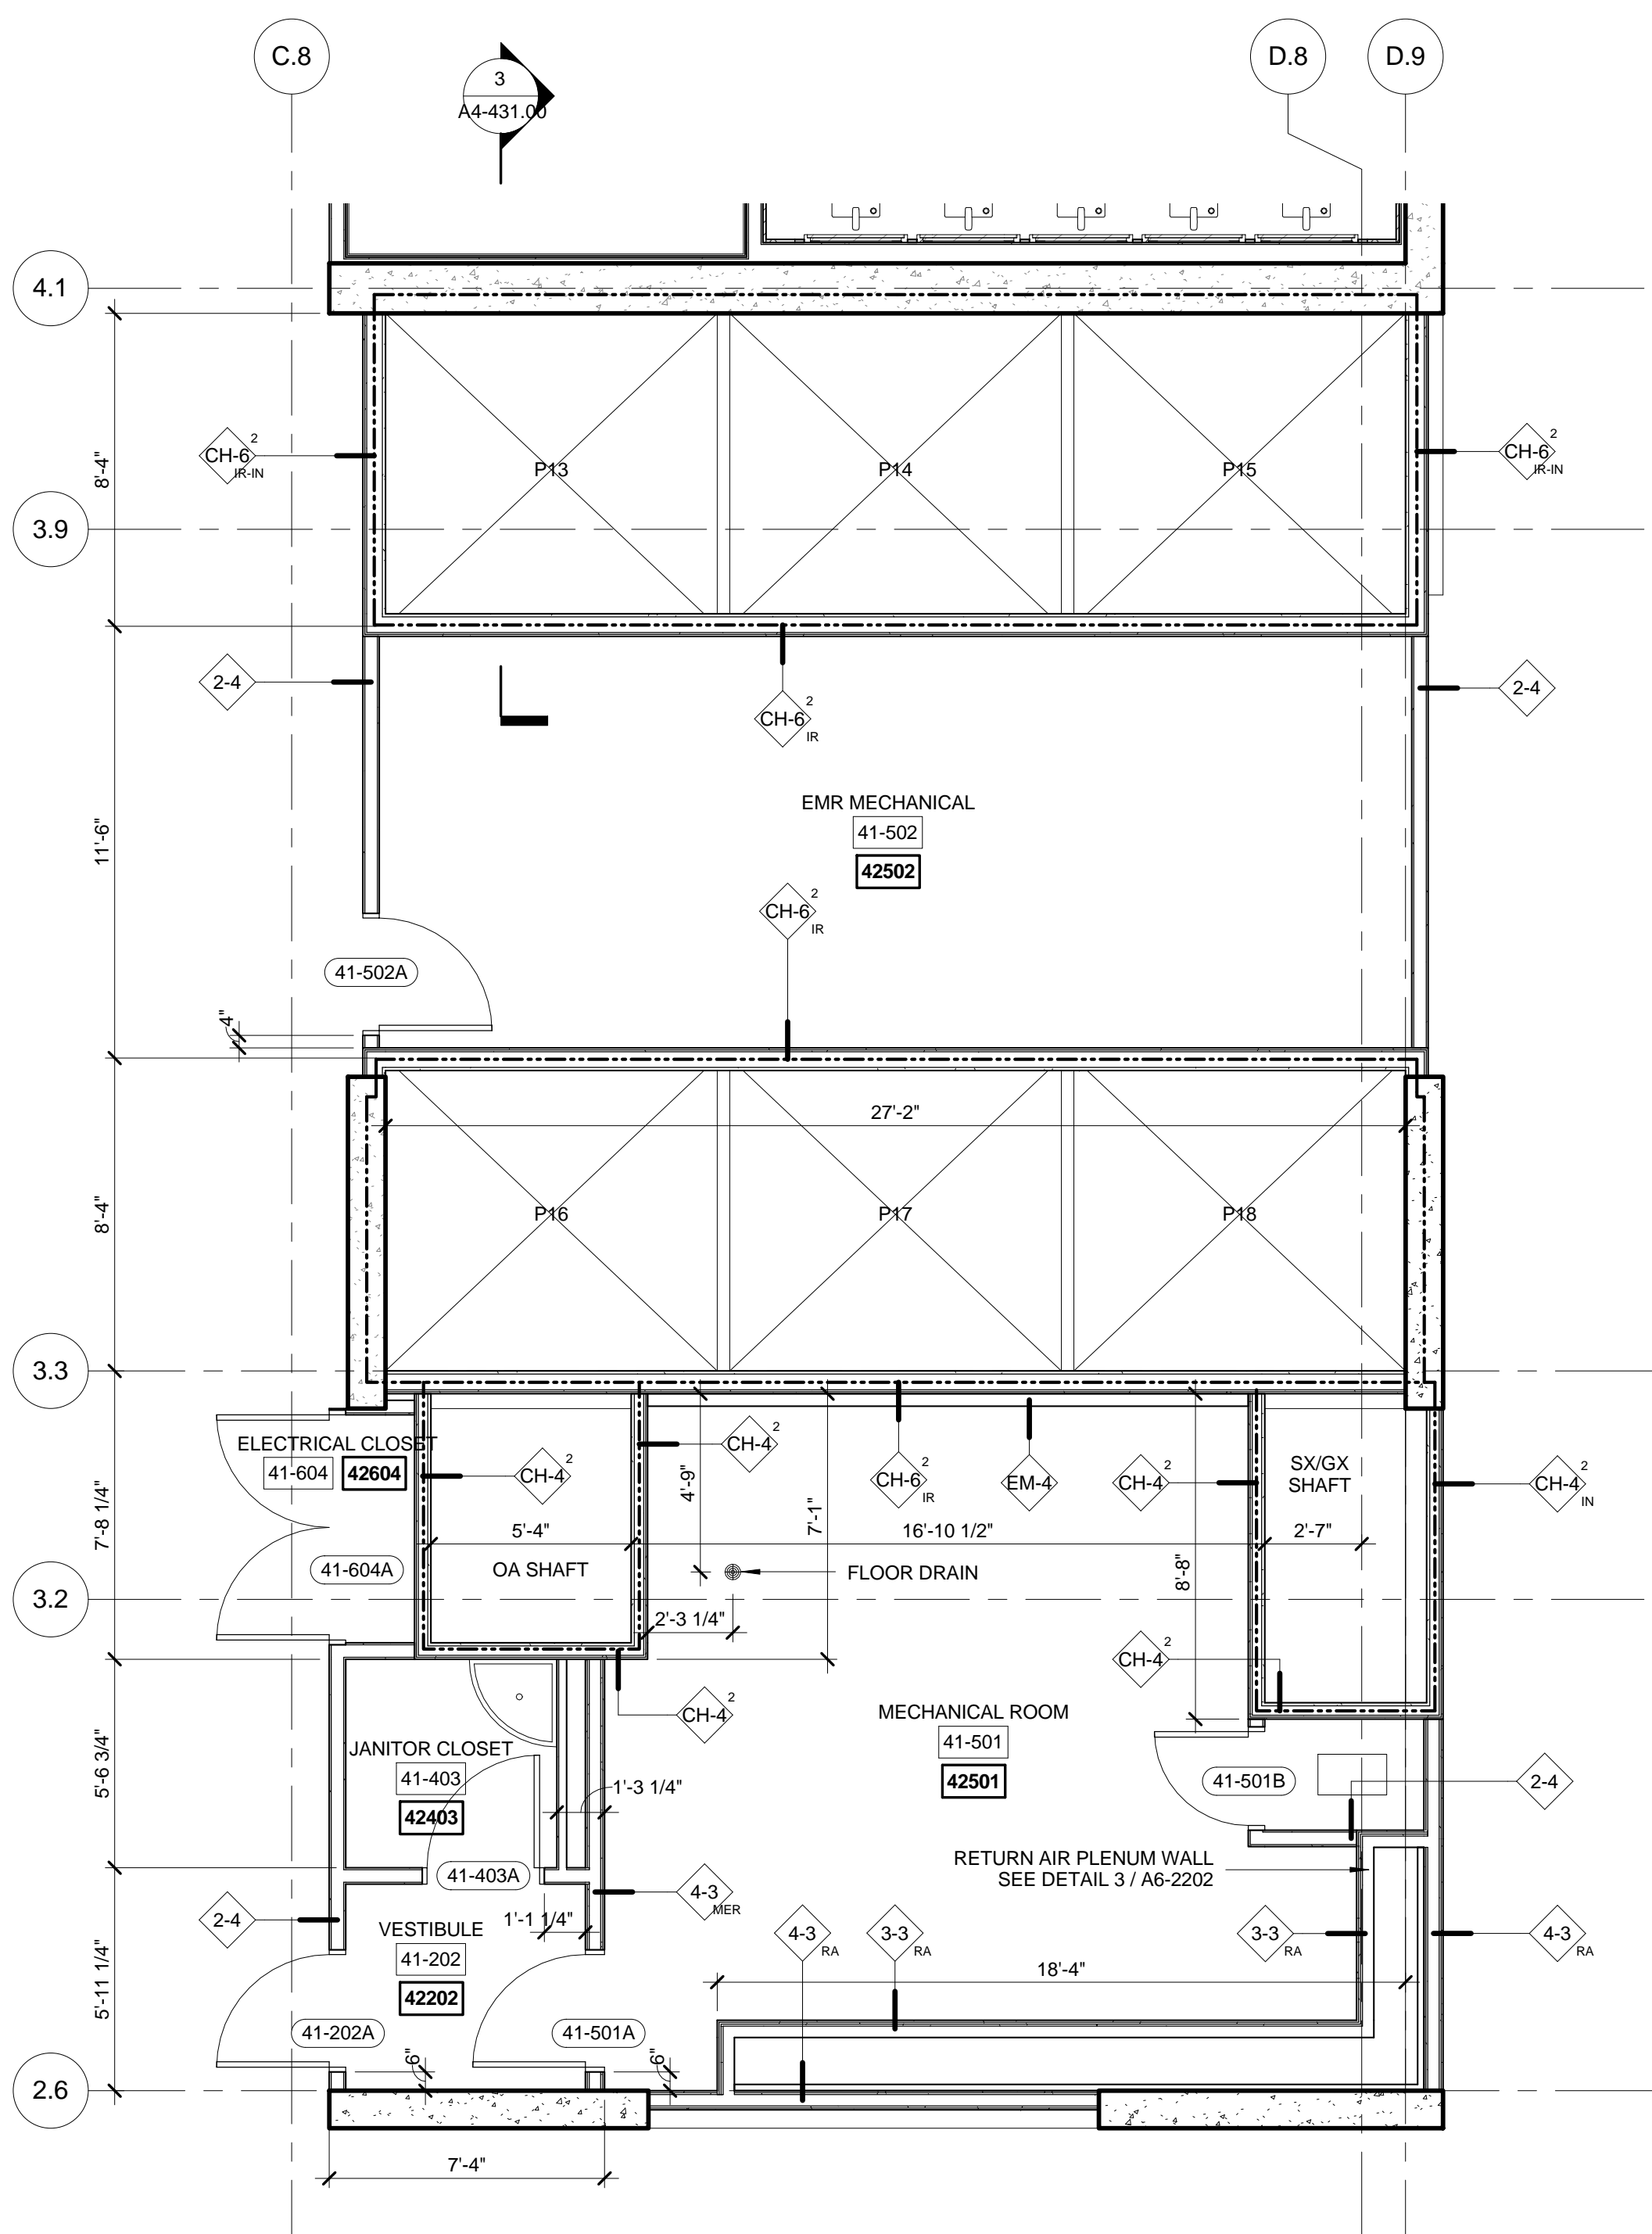 C.8
3
A4-431.00
D.8
D.9
4.1
8'-4"
CH-6
2
IR-IN
P13
P14
P15
CH-6
2
IR-IN
3.9
2-4
CH-6
2
IR
2-4
11'-6"
EMR MECHANICAL
41-502
42502
CH-6
2
IR
41-502A
4"
27'-2"
8'-4"
P16
P17
P18
3.3
ELECTRICAL CLOSET
41-604
42604
CH-4
2
CH-4
2
4'-9"
CH-6
2
IR
EM-4
CH-4
2
SX/GX
SHAFT
CH-4
2
IN
7'-8 1/4"
5'-4"
7'-1"
16'-10 1/2"
2'-7"
41-604A
OA SHAFT
FLOOR DRAIN
8'-8"
3.2
2'-3 1/4"
CH-4
2
CH-4
2
MECHANICAL ROOM
41-501
42501
5'-6 3/4"
JANITOR CLOSET
41-403
42403
1'-3 1/4"
41-501B
2-4
RETURN AIR PLENUM WALL
SEE DETAIL 3 / A6-2202
41-403A
4-3
MER
2-4
VESTIBULE
41-202
42202
1'-1 1/4"
4-3
RA
3-3
RA
3-3
RA
4-3
RA
18'-4"
5'-11 1/4"
41-202A
41-501A
6"
6"
2.6
7'-4"